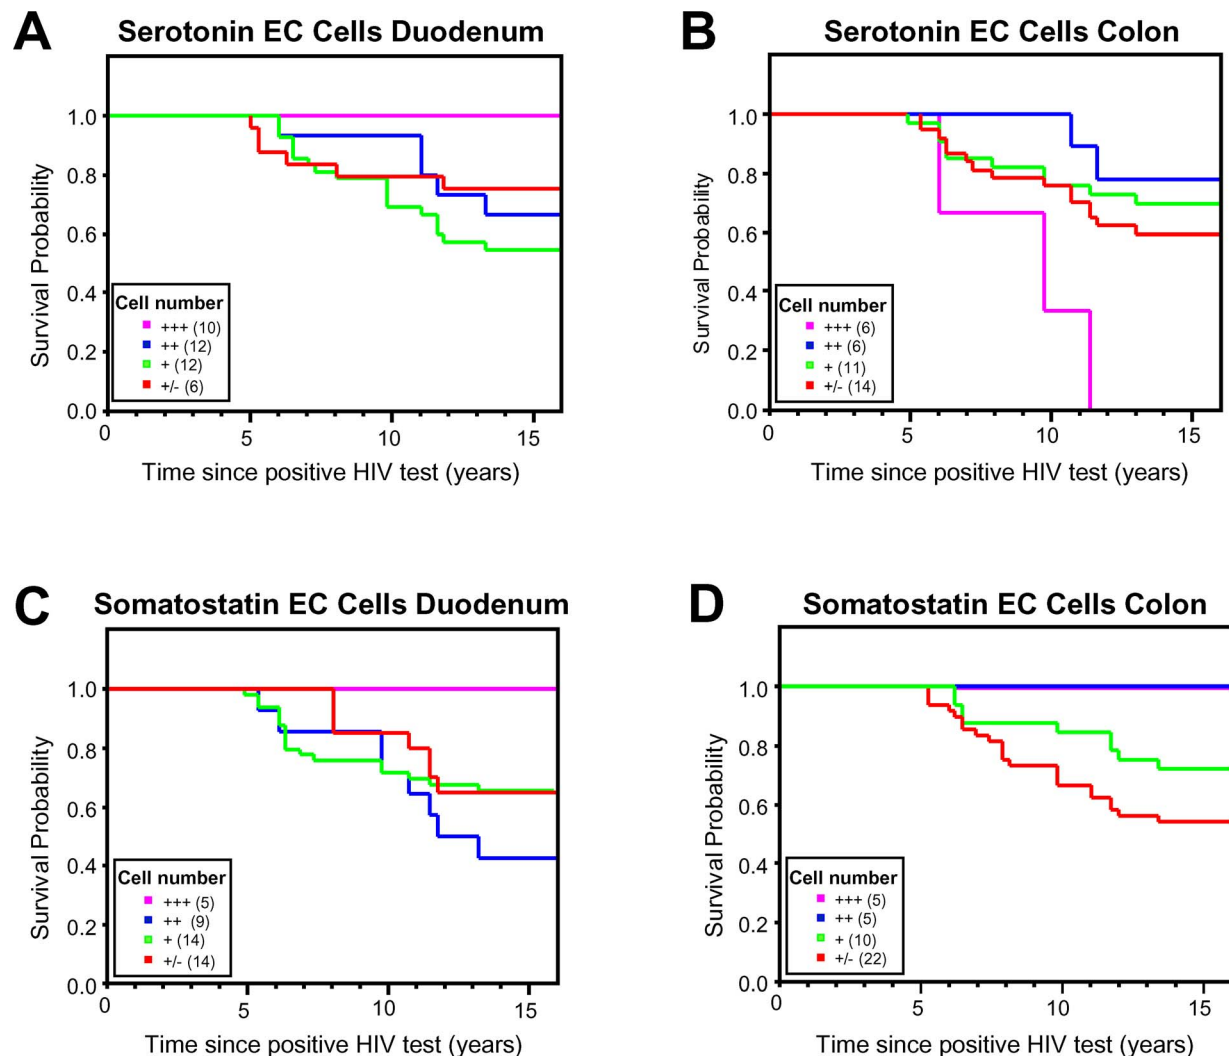 A
Serotonin EC Cells Duodenum
Survival Probability
1.0
0.8
0.6
0.4
0.2
0.0
Cell number
+++ (10)
++ (12)
+ (12)
+/- (6)
0 5 10 15
Time since positive HIV test (years)
B
Serotonin EC Cells Colon
Survival Probability
1.0
0.8
0.6
0.4
0.2
0.0
Cell number
+++ (6)
++ (6)
+ (11)
+/- (14)
0 5 10 15
Time since positive HIV test (years)
C
Somatostatin EC Cells Duodenum
Survival Probability
1.0
0.8
0.6
0.4
0.2
0.0
Cell number
+++ (5)
++ (9)
+ (14)
+/- (14)
0 5 10 15
Time since positive HIV test (years)
D
Somatostatin EC Cells Colon
Survival Probability
1.0
0.8
0.6
0.4
0.2
0.0
Cell number
+++ (5)
++ (5)
+ (10)
+/- (22)
0 5 10 15
Time since positive HIV test (years)